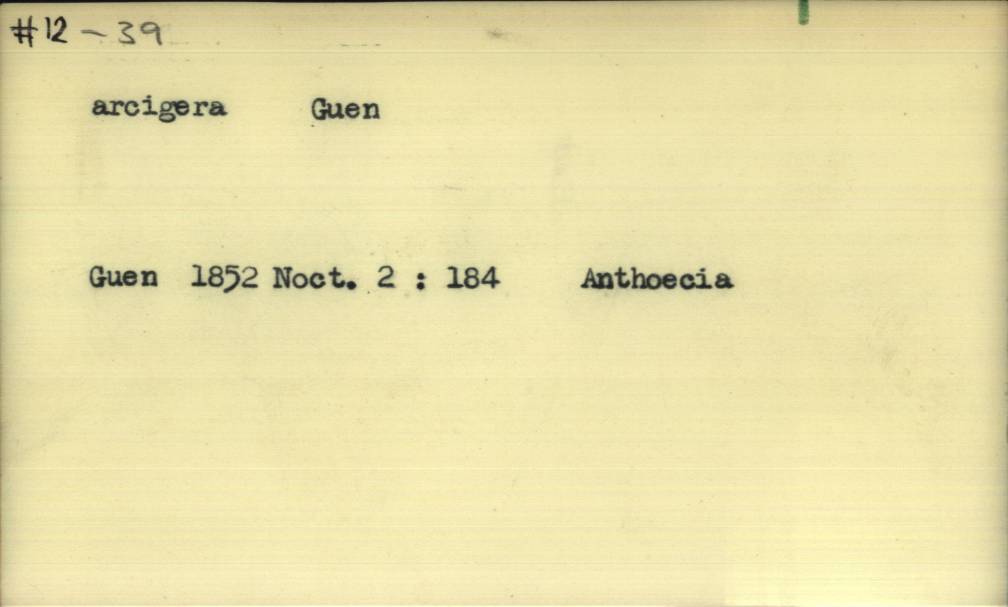 #12 - 39
arcigera Guen
Guen 1852 Noct. 2 : 184 Anthoecia